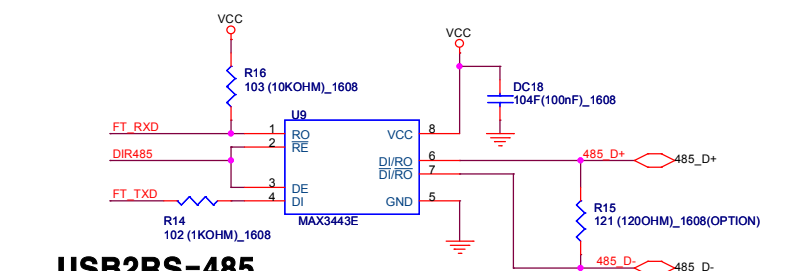 VCC
VCC
R16
103 (10KOHM)_1608
DC18
104F(100nF)_1608
U9
FT_RXD
1
RO
VCC
8
2
RE
DIR485
DI/RO
6
485_D+
485_D+
DI/RO
7
3
DE
FT_TXD
4
DI
GND
5
R14
102 (1KOHM)_1608
MAX3443E
R15
121 (120OHM)_1608(OPTION)
USB2RS-485
485_D-
485_D-